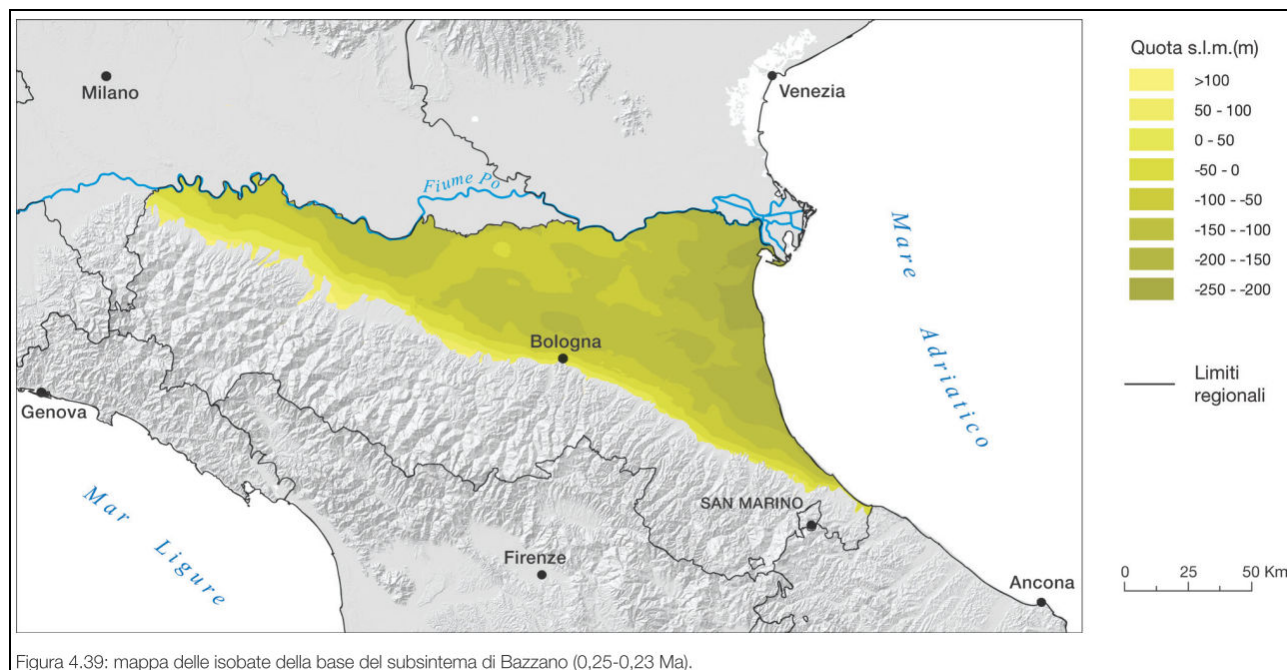 Milano
Venezia
Fiume Po
Mare
Adriatico
Bologna
Genova
SAN MARINO
Mar
Ligure
Firenze
Ancona
Quota s.l.m.(m)
>100
50 - 100
0 - 50
-50 - 0
-100 - -50
-150 - -100
-200 - -150
-250 - -200
Limiti
regionali
0 25 50 Km
Figura 4.39: mappa delle isobate della base del subsintema di Bazzano (0,25-0,23 Ma).